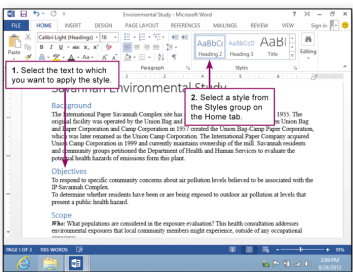 Environmental Study - Microsoft Word
FILE HOME INSERT DESIGN PAGE LAYOUT REFERENCES MAILINGS REVIEW VIEW Sign in
Calibri Light (Headings) 16
Paste
AaBbCc AaBbCcD AaBl
Heading 2 Heading 3 Title
Editing
Clipboard Font Paragraph Styles
1. Select the text to which
you want to apply the style.
2. Select a style from
the Styles group on
the Home tab.
Savannah Environmental Study
Background
The International Paper Savannah Complex site has 1935. The
original facility was operated by the Union Bag and Union Bag
and Paper Corporation and Camp Corporation in 1957 created the Union Bag-Camp Paper Corporation,
which was later renamed as the Union Camp Corporation. The International Paper Company acquired
Union Camp Corporation in 1999 and currently maintains ownership of the mill. Savannah residents
and community groups petitioned the Department of Health and Human Services to evaluate the
potential health hazards of emissions form this plant.
Objectives
To respond to specific community concerns about air pollution levels believed to be associated with the
IP Savannah Complex.
To determine whether residents have been or are being exposed to outdoor air pollution at levels that
present a public health hazard.
Scope
Who: What populations are considered in the exposure evaluation? This health consultation addresses
environmental exposures that local community members might experience, outside of any occupational
PAGE 1 OF 3 1185 WORDS
2:09 PM
8/24/2012